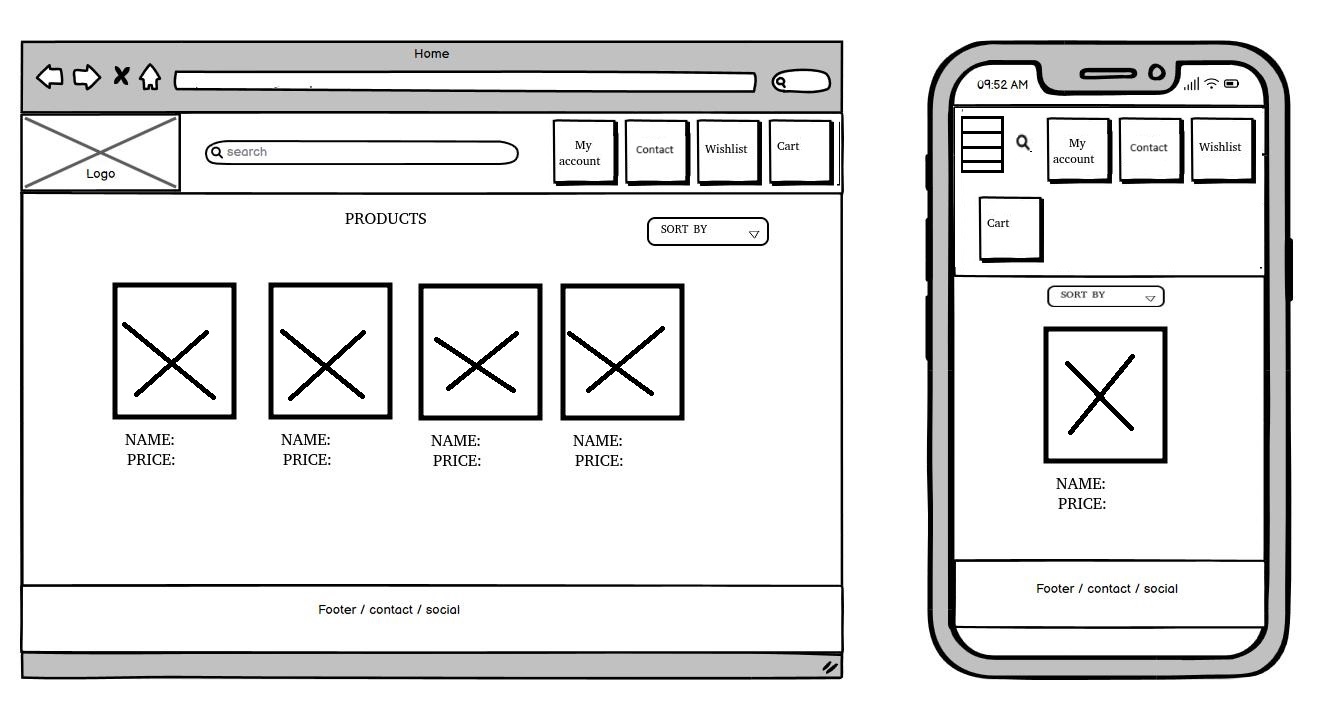 Home
Logo
search
My
account
Contact
Wishlist
Cart
PRODUCTS
SORT BY
NAME:
PRICE:
NAME:
PRICE:
NAME:
PRICE:
NAME:
PRICE:
Footer / contact / social
09:52 AM
My
account
Contact
Wishlist
Cart
SORT BY
NAME:
PRICE:
Footer / contact / social